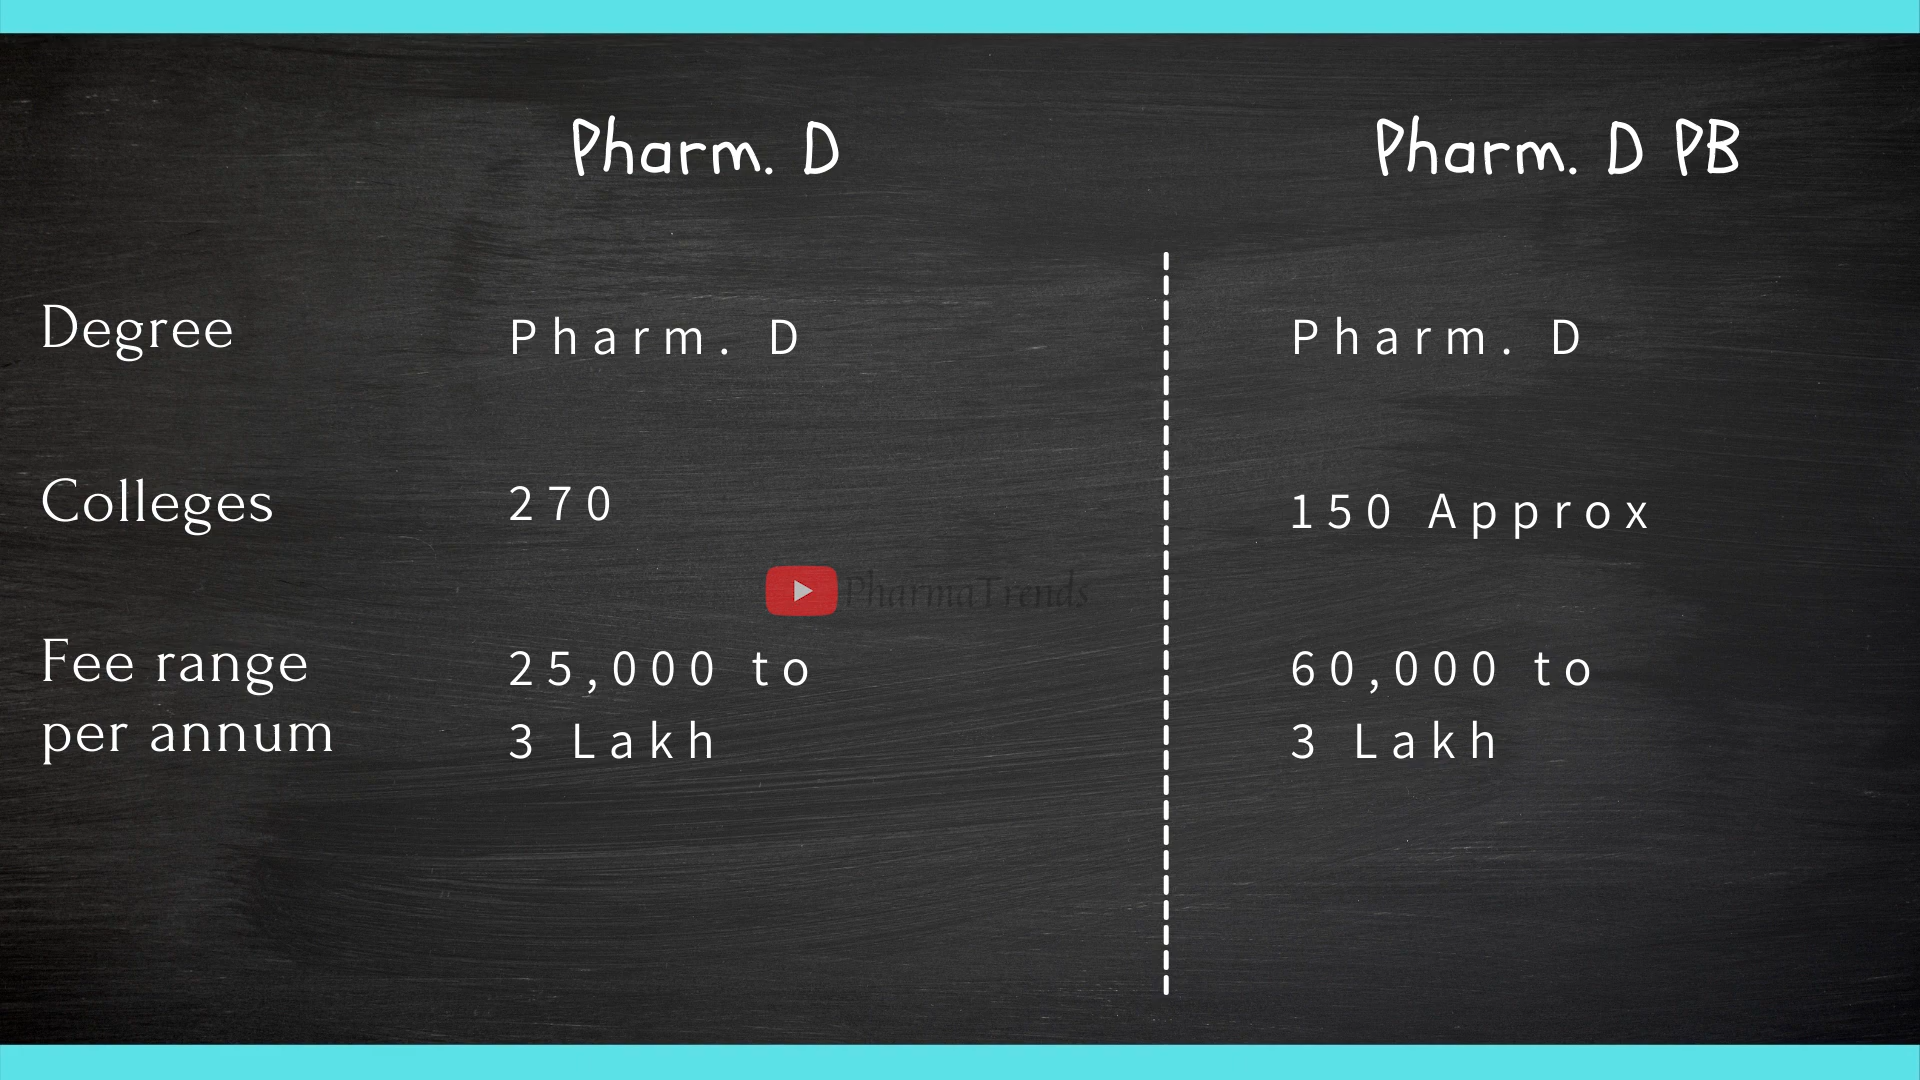 Pharm. D
Pharm. D PB
Degree
Pharm. D
Pharm. D
Colleges
270
150 Approx
PharmaTrends
Fee range
per annum
25,000 to
3 Lakh
60,000 to
3 Lakh